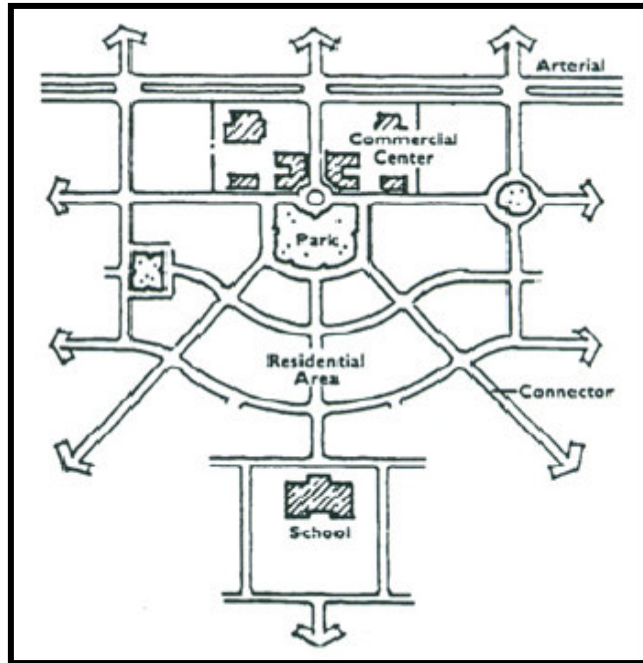 Arterial
Commercial
Center
Park
Residential
Area
Connector
School